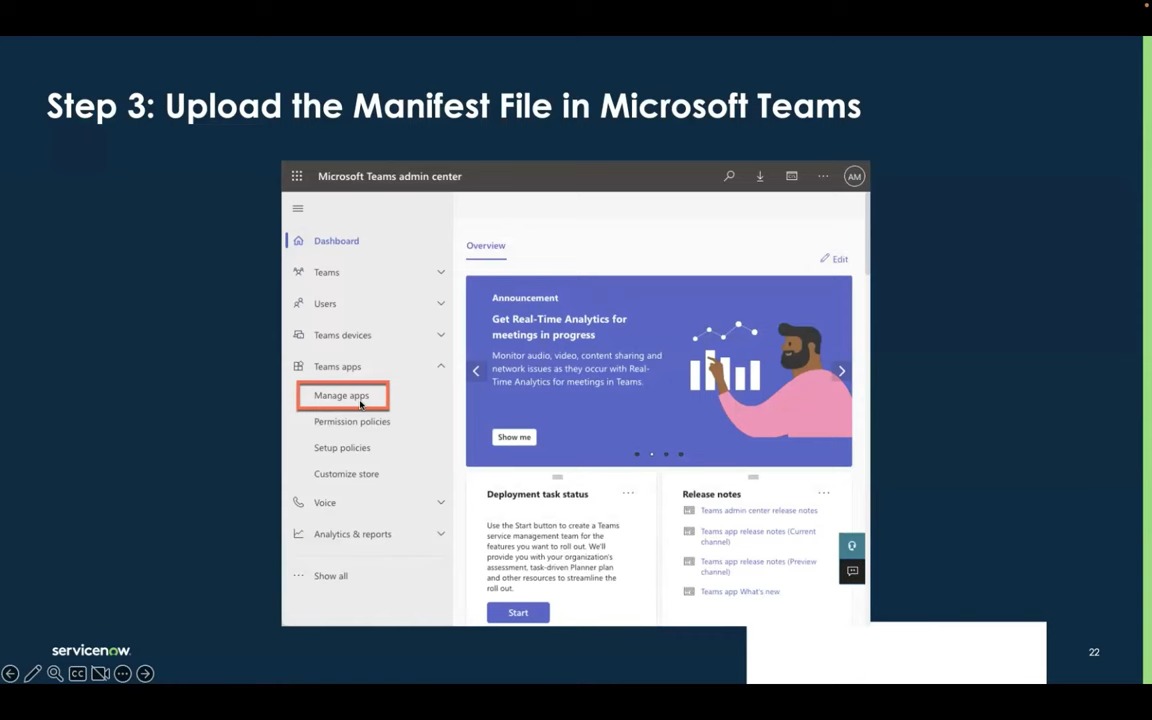 Step 3: Upload the Manifest File in Microsoft Teams
Microsoft Teams admin center
AM
Dashboard
Teams
Users
Teams devices
Teams apps
Manage apps
Permission policies
Setup policies
Customize store
Voice
Analytics & reports
Show all
Overview
Edit
Announcement
Get Real-Time Analytics for
meetings in progress
Monitor audio, video, content sharing and
network issues as they occur with Real-
Time Analytics for meetings in Teams.
Show me
Deployment task status
Use the Start button to create a Teams
service management team for the
features you want to roll out. We'll
provide you with your organization's
assessment, task-driven Planner plan
and other resources to streamline the
roll out.
Start
Release notes
Teams admin center release notes
Teams app release notes (Current
channel)
Teams app release notes (Preview
channel)
Teams app What's new
servicenow
CC
22